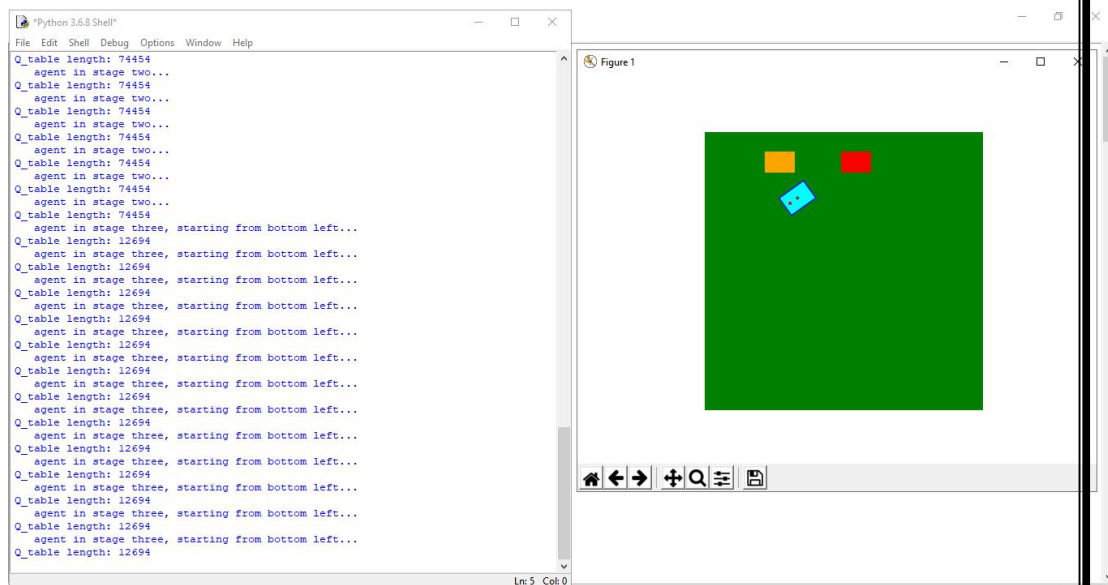 *Python 3.6.8 Shell*
File Edit Shell Debug Options Window Help
Q_table length: 74454
agent in stage two...
Q_table length: 74454
agent in stage two...
Q_table length: 74454
agent in stage two...
Q_table length: 74454
agent in stage two...
Q_table length: 74454
agent in stage two...
Q_table length: 74454
agent in stage two...
Q_table length: 74454
agent in stage three, starting from bottom left...
Q_table length: 12694
agent in stage three, starting from bottom left...
Q_table length: 12694
agent in stage three, starting from bottom left...
Q_table length: 12694
agent in stage three, starting from bottom left...
Q_table length: 12694
agent in stage three, starting from bottom left...
Q_table length: 12694
agent in stage three, starting from bottom left...
Q_table length: 12694
agent in stage three, starting from bottom left...
Q_table length: 12694
agent in stage three, starting from bottom left...
Q_table length: 12694
agent in stage three, starting from bottom left...
Q_table length: 12694
agent in stage three, starting from bottom left...
Q_table length: 12694
agent in stage three, starting from bottom left...
Q_table length: 12694
agent in stage three, starting from bottom left...
Q_table length: 12694
agent in stage three, starting from bottom left...
Q_table length: 12694
Ln: 5 Col: 0
Figure 1